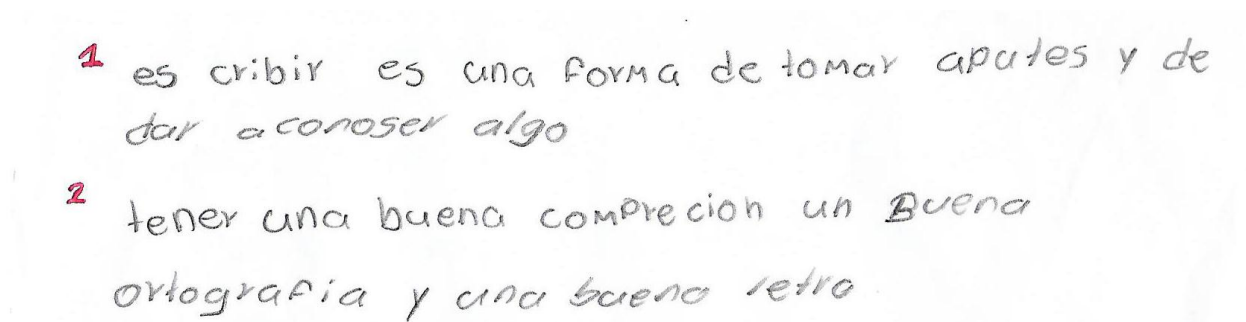 1 es cribir es una forma de tomar aputes y de
dar a conoser algo
2 tener una buena comprecion un Buena
ortografia y una bueno letra